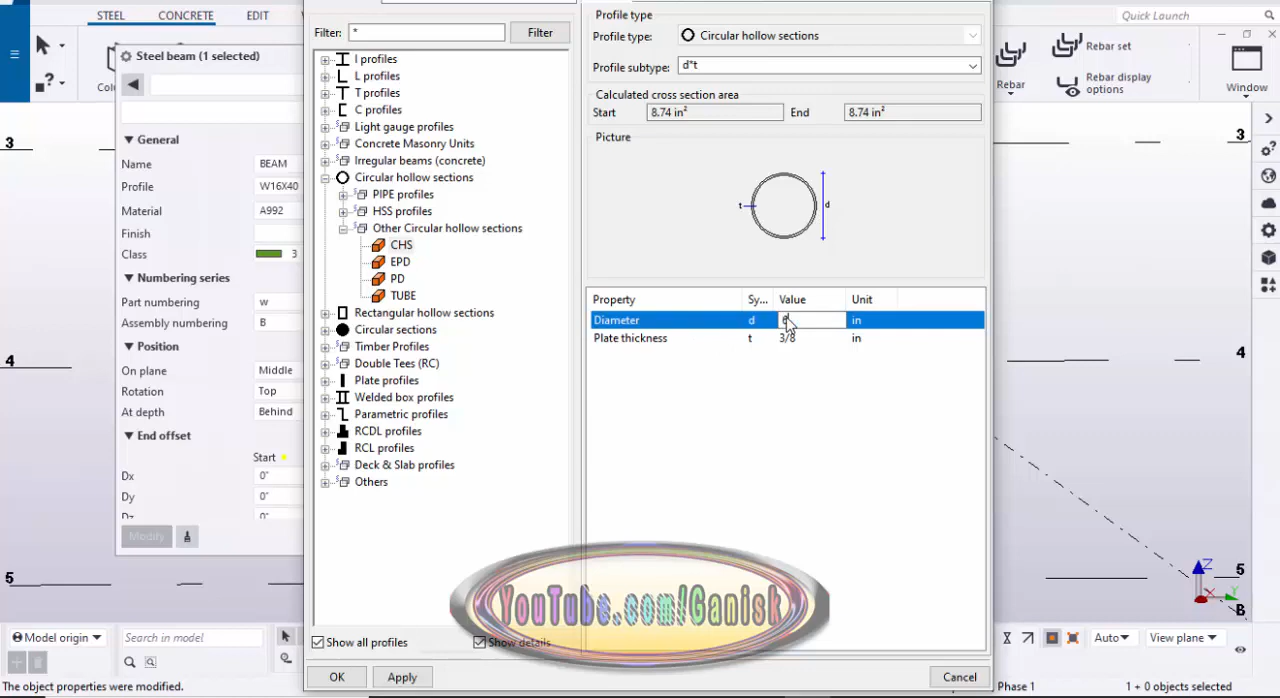 STEEL CONCRETE EDIT
Quick Launch
Steel beam (1 selected)
General
Name BEAM
Profile W16X40
Material A992
Finish
Class 3
Numbering series
Part numbering w
Assembly numbering B
Position
On plane Middle
Rotation Top
At depth Behind
End offset
Start
Dx 0"
Dy 0"
Dz 0"
Modify
Filter: * Filter
I profiles
L profiles
T profiles
C profiles
Light gauge profiles
Concrete Masonry Units
Irregular beams (concrete)
Circular hollow sections
PIPE profiles
HSS profiles
Other Circular hollow sections
CHS
EPD
PD
TUBE
Rectangular hollow sections
Circular sections
Timber Profiles
Double Tees (RC)
Plate profiles
Welded box profiles
Parametric profiles
RCDL profiles
RCL profiles
Deck & Slab profiles
Others
Show all profiles Show details
OK Apply Cancel
Profile type
Profile type: Circular hollow sections
Profile subtype: d*t
Calculated cross section area
Start 8.74 in² End 8.74 in²
Picture
t d
Property Sy... Value Unit
Diameter d in
Plate thickness t 3/8 in
YouTube.com/Ganisk
Rebar
Rebar set
Rebar display options
Window
3 3
4 4
5 5
B
Z
Y
X
Model origin Search in model
Auto View plane
The object properties were modified. Phase 1 1 + 0 objects selected